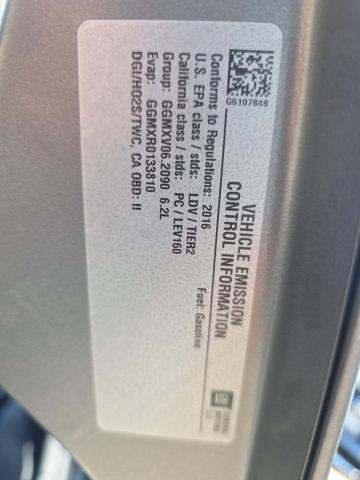 G5107848
VEHICLE EMISSION
CONTROL INFORMATION
Conforms to Regulations: 2016
U.S. EPA class / stds: LDV / TIER2
California class / stds: PC / LEV160
Group: GGMXV06.2090 6.2L
Evap: GGMXR0133810
DGI/HO2S/TWC, CA OBD: II
Fuel: Gasoline
GM